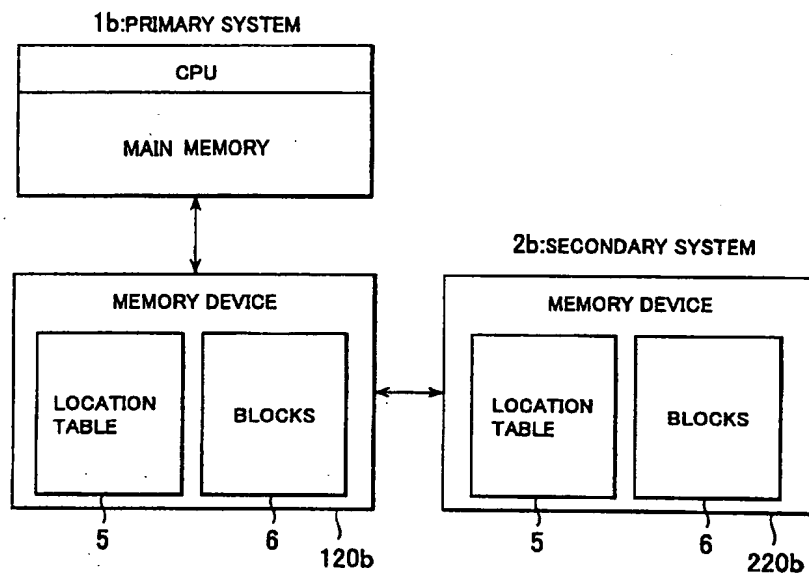 1b:PRIMARY SYSTEM
CPU
MAIN MEMORY
2b:SECONDARY SYSTEM
MEMORY DEVICE
LOCATION
TABLE
BLOCKS
5
6
120b
MEMORY DEVICE
LOCATION
TABLE
BLOCKS
5
6
220b